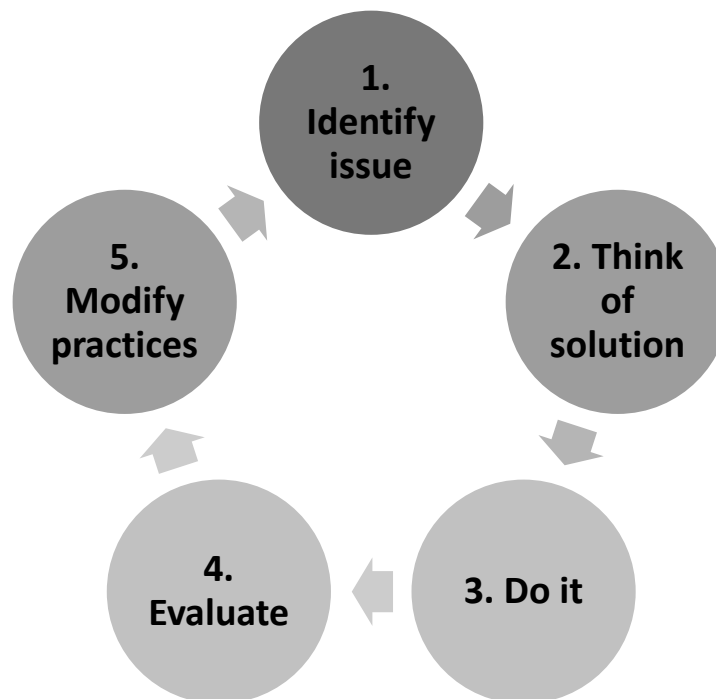 1.
Identify
issue
2. Think
of
solution
3. Do it
4.
Evaluate
5.
Modify
practices